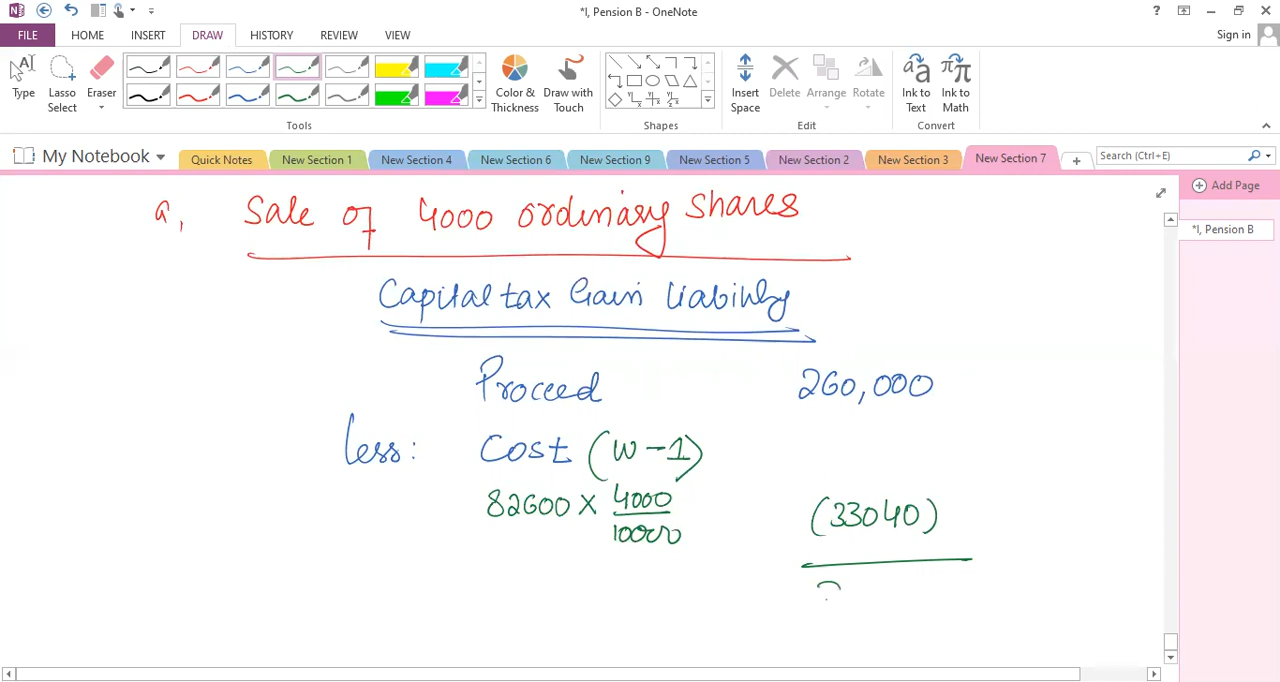 *I, Pension B - OneNote
?
Sign in
FILE HOME INSERT DRAW HISTORY REVIEW VIEW
Type
Lasso Select
Eraser
Color & Thickness
Draw with Touch
Insert Space
Delete
Arrange
Rotate
Ink to Text
Ink to Math
Tools
Shapes
Edit
Convert
My Notebook
Quick Notes
New Section 1
New Section 4
New Section 6
New Section 9
New Section 5
New Section 2
New Section 3
New Section 7
Search (Ctrl+E)
Add Page
*I, Pension B
a, Sale of 4000 ordinary shares
Capital tax Gain liability
Proceed 260,000
less: Cost (W-1)
82600 × 4000
10000
(33040)